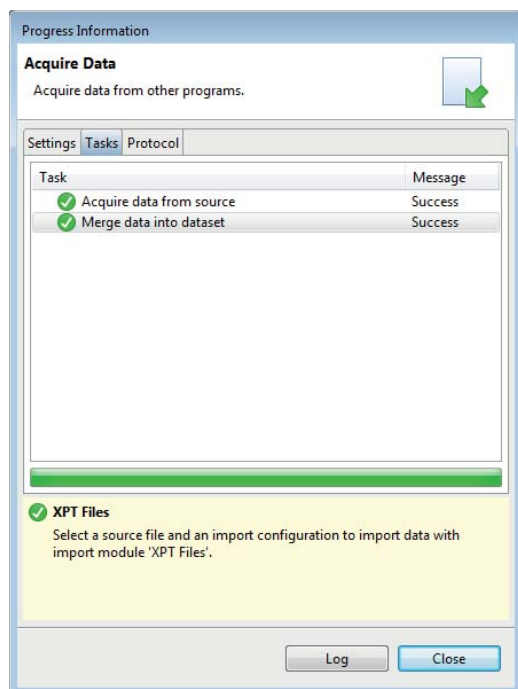 Progress Information
Acquire Data
Acquire data from other programs.
Settings Tasks Protocol
Task Message
Acquire data from source Success
Merge data into dataset Success
XPT Files
Select a source file and an import configuration to import data with
import module 'XPT Files'.
Log Close